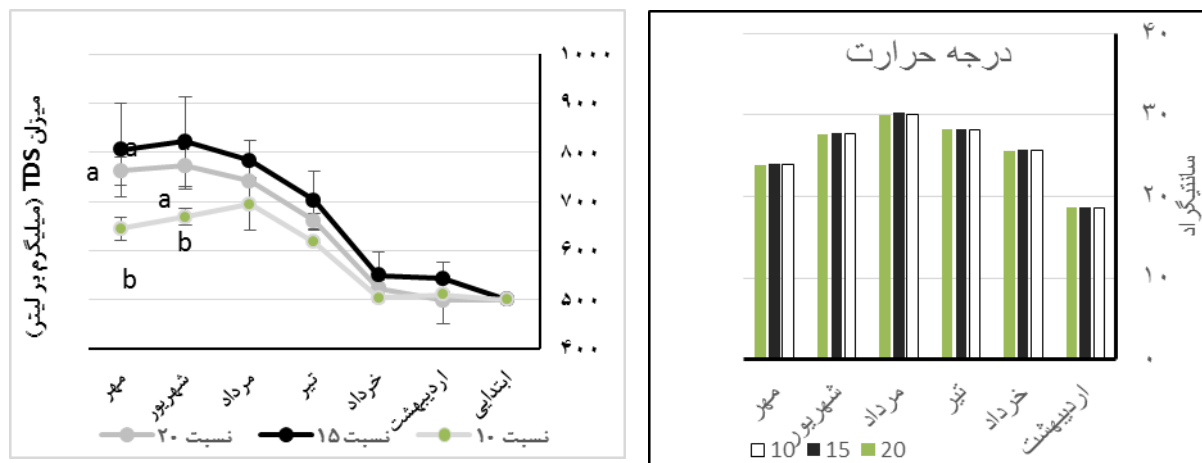 ۱۰۰۰
۹۰۰
۸۰۰
۷۰۰
۶۰۰
۵۰۰
۴۰۰
میزان TDS (میلیگرم بر لیتر)
a
a
a
b
b
ابتدایی
اردیبهشت
خرداد
تیر
مرداد
شهریور
مهر
نسبت ۱۰
نسبت ۱۵
نسبت ۲۰
درجه حرارت
۴۰
۳۰
۲۰
۱۰
۰
سانتیگراد
اردیبهشت
خرداد
تیر
مرداد
شهریور
مهر
10
15
20